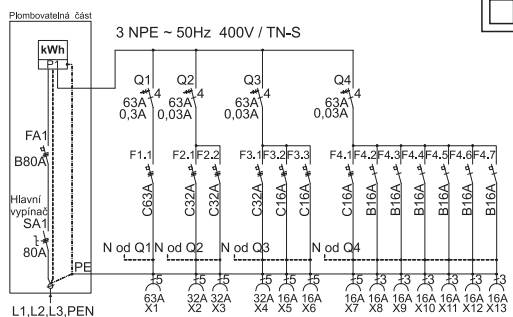 Plombovatelná část
3 NPE ~ 50Hz 400V / TN-S
kWh
P1
Q1 Q2 Q3 Q4
4 4 4 4
63A 63A 63A 63A
0,3A 0,03A 0,03A 0,03A
FA1
B80A
F1.1 F2.1 F2.2 F3.1 F3.2 F3.3 F4.1 F4.2 F4.3 F4.4 F4.5 F4.6 F4.7
C63A C32A C32A C32A C16A C16A C16A B16A B16A B16A B16A B16A B16A
Hlavní
vypínač
SA1
80A
N od Q1 N od Q2 N od Q3 N od Q4
PE
5 5 5 5 5 5 5 3 3 3 3 3 3
63A 32A 32A 32A 16A 16A 16A 16A 16A 16A 16A 16A 16A
X1 X2 X3 X4 X5 X6 X7 X8 X9 X10 X11 X12 X13
L1,L2,L3,PEN